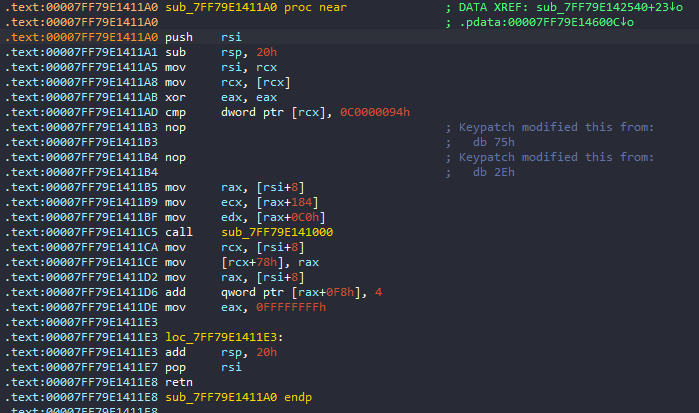 .text:00007FF79E1411A0 sub_7FF79E1411A0 proc near ; DATA XREF: sub_7FF79E142540+23↓o
.text:00007FF79E1411A0 ; .pdata:00007FF79E14600C↓o
.text:00007FF79E1411A0 push rsi
.text:00007FF79E1411A1 sub rsp, 20h
.text:00007FF79E1411A5 mov rsi, rcx
.text:00007FF79E1411A8 mov rcx, [rcx]
.text:00007FF79E1411AB xor eax, eax
.text:00007FF79E1411AD cmp dword ptr [rcx], 0C0000094h
.text:00007FF79E1411B3 nop ; Keypatch modified this from:
.text:00007FF79E1411B3 ; db 75h
.text:00007FF79E1411B4 nop ; Keypatch modified this from:
.text:00007FF79E1411B4 ; db 2Eh
.text:00007FF79E1411B5 mov rax, [rsi+8]
.text:00007FF79E1411B9 mov ecx, [rax+184]
.text:00007FF79E1411BF mov edx, [rax+0C0h]
.text:00007FF79E1411C5 call sub_7FF79E141000
.text:00007FF79E1411CA mov rcx, [rsi+8]
.text:00007FF79E1411CE mov [rcx+78h], rax
.text:00007FF79E1411D2 mov rax, [rsi+8]
.text:00007FF79E1411D6 add qword ptr [rax+0F8h], 4
.text:00007FF79E1411DE mov eax, 0FFFFFFFFh
.text:00007FF79E1411E3
.text:00007FF79E1411E3 loc_7FF79E1411E3:
.text:00007FF79E1411E3 add rsp, 20h
.text:00007FF79E1411E7 pop rsi
.text:00007FF79E1411E8 retn
.text:00007FF79E1411E8 sub_7FF79E1411A0 endp
.text:00007FF79E1411E8